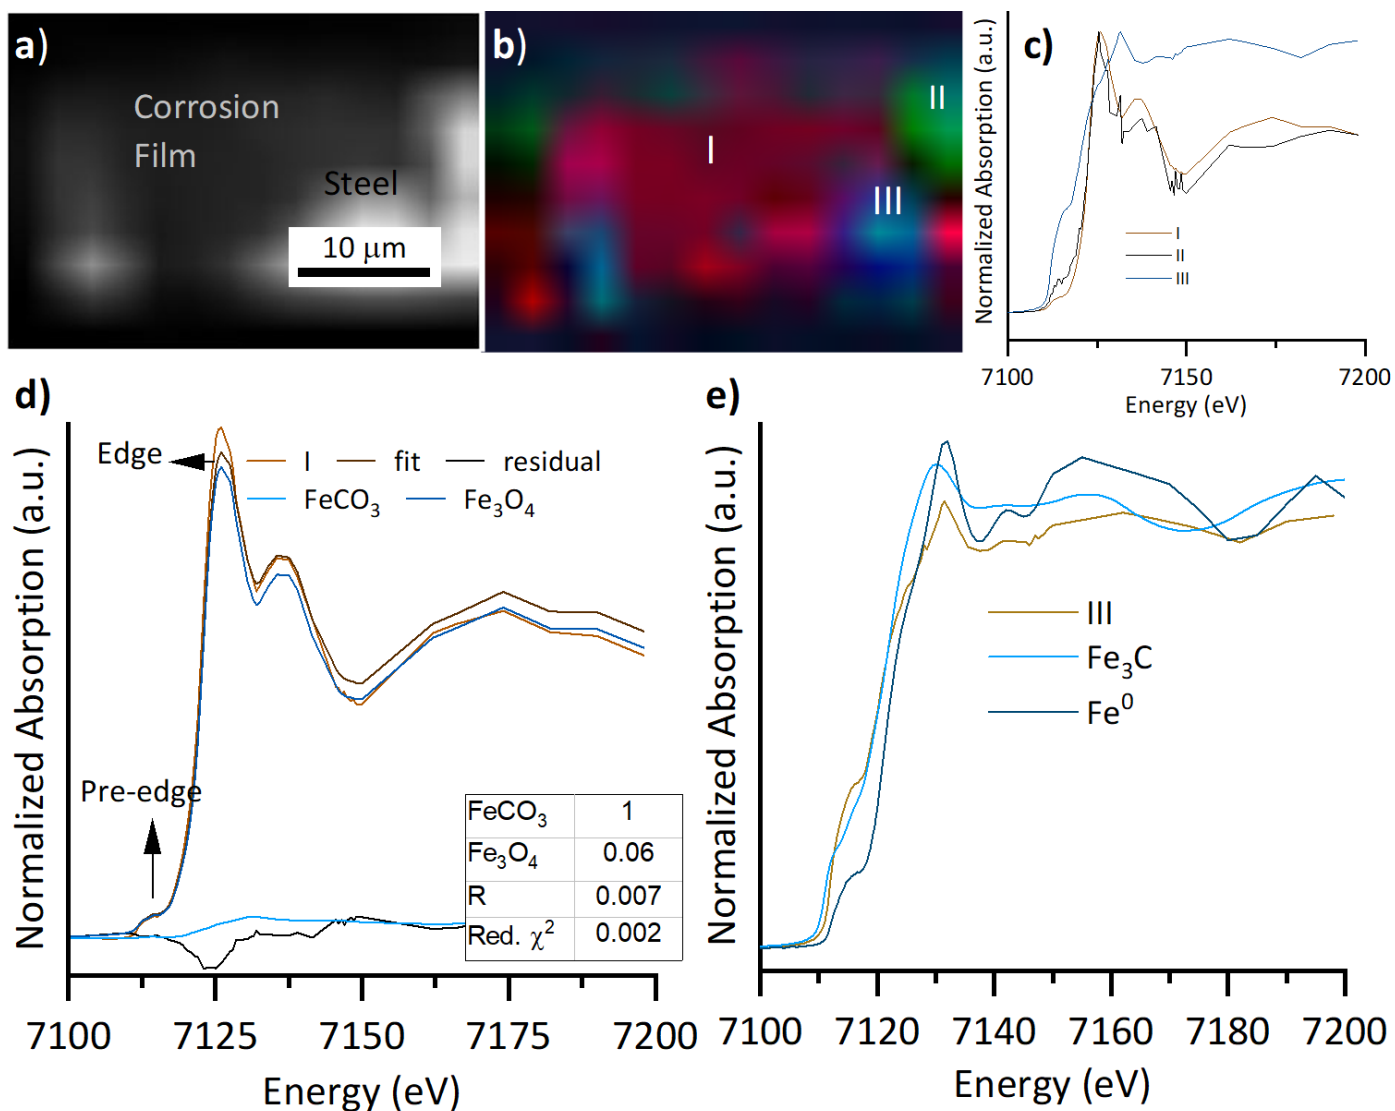 a)
Corrosion
Film
Steel
10 μm
b)
I
II
III
c)
Normalized Absorption (a.u.)
I
II
III
7100 7150 7200
Energy (eV)
d)
Normalized Absorption (a.u.)
Edge
I fit residual
FeCO₃ Fe₃O₄
Pre-edge
FeCO₃ 1
Fe₃O₄ 0.06
R 0.007
Red. χ² 0.002
7100 7125 7150 7175 7200
Energy (eV)
e)
Normalized Absorption (a.u.)
III
Fe₃C
Fe⁰
7100 7120 7140 7160 7180 7200
Energy (eV)